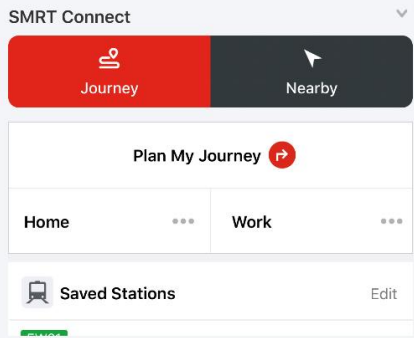 SMRT Connect
Journey
Nearby
Plan My Journey
Home
Work
Saved Stations
Edit